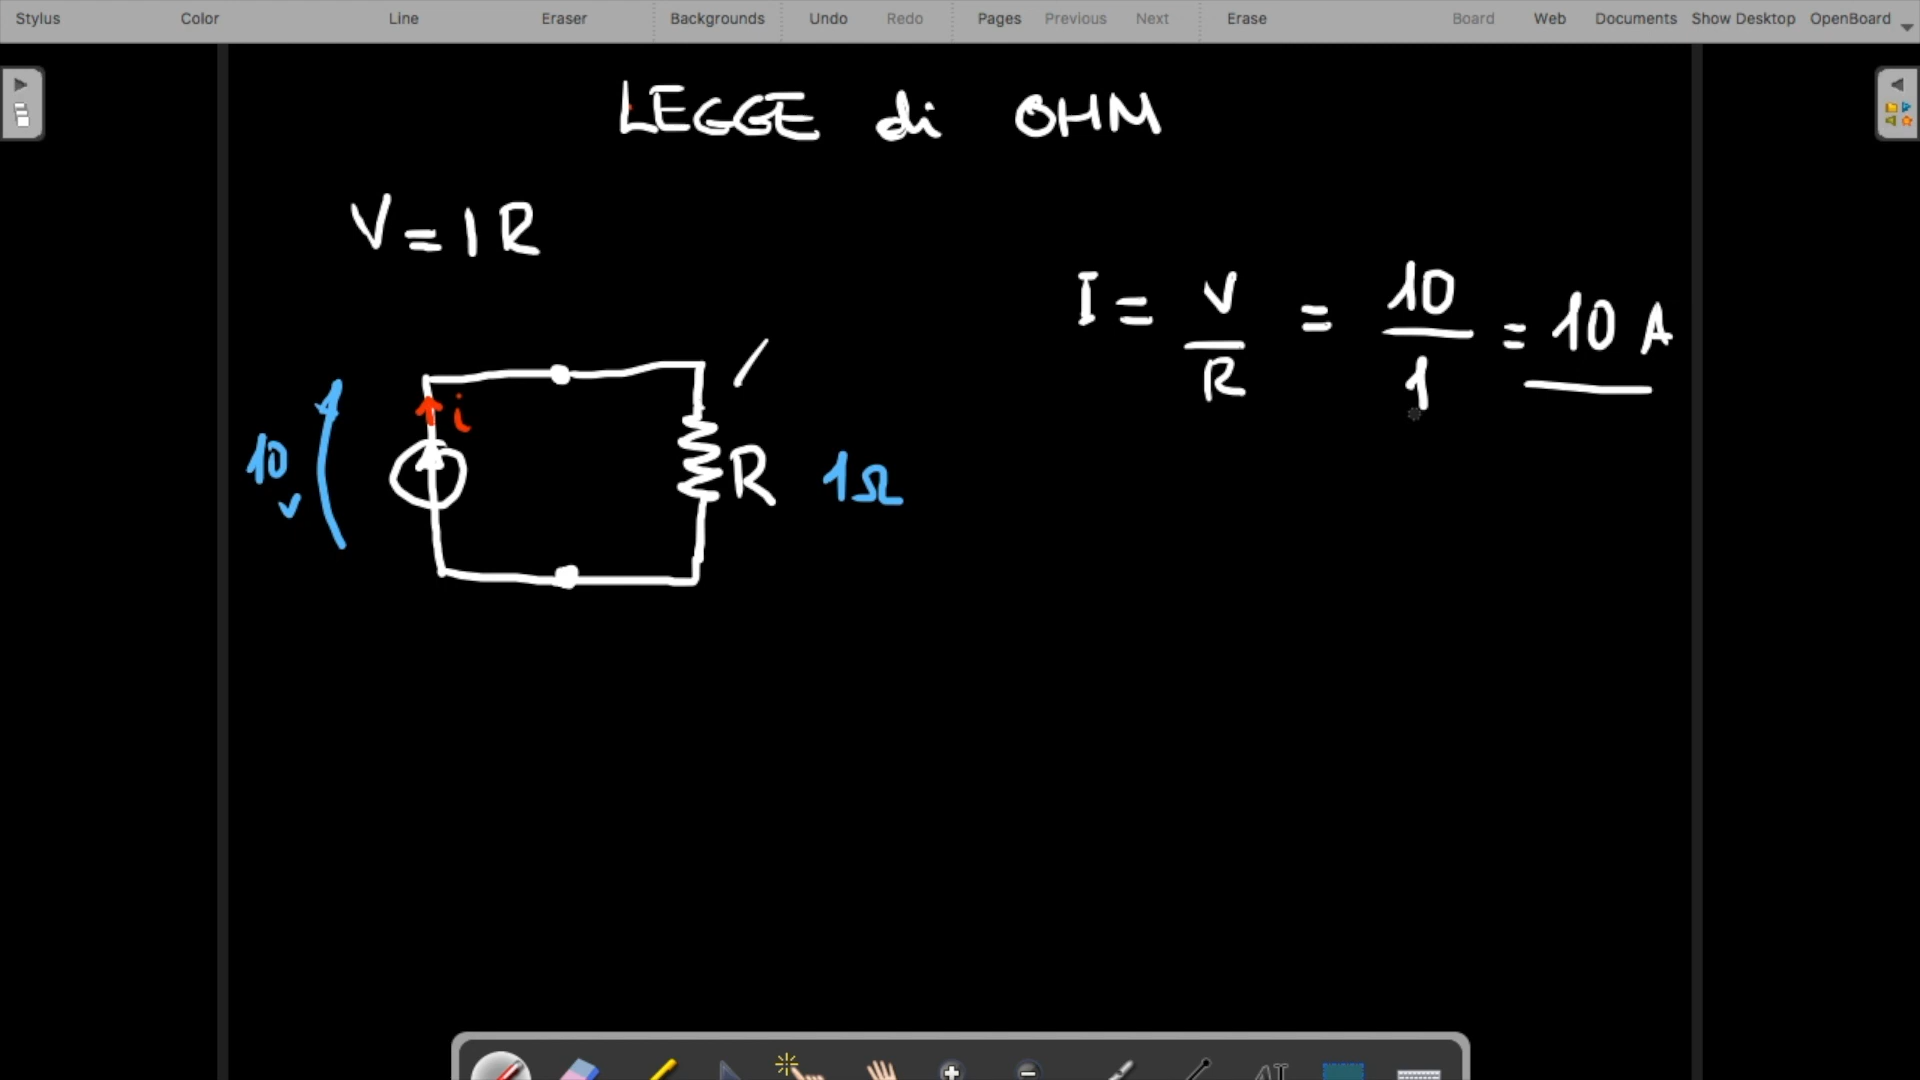 Stylus Color Line Eraser Backgrounds Undo Redo Pages Previous Next Erase Board Web Documents Show Desktop OpenBoard
LEGGE di OHM
V = I R
I = V / R = 10 / 1 = 10 A
i
10 V
R 1Ω